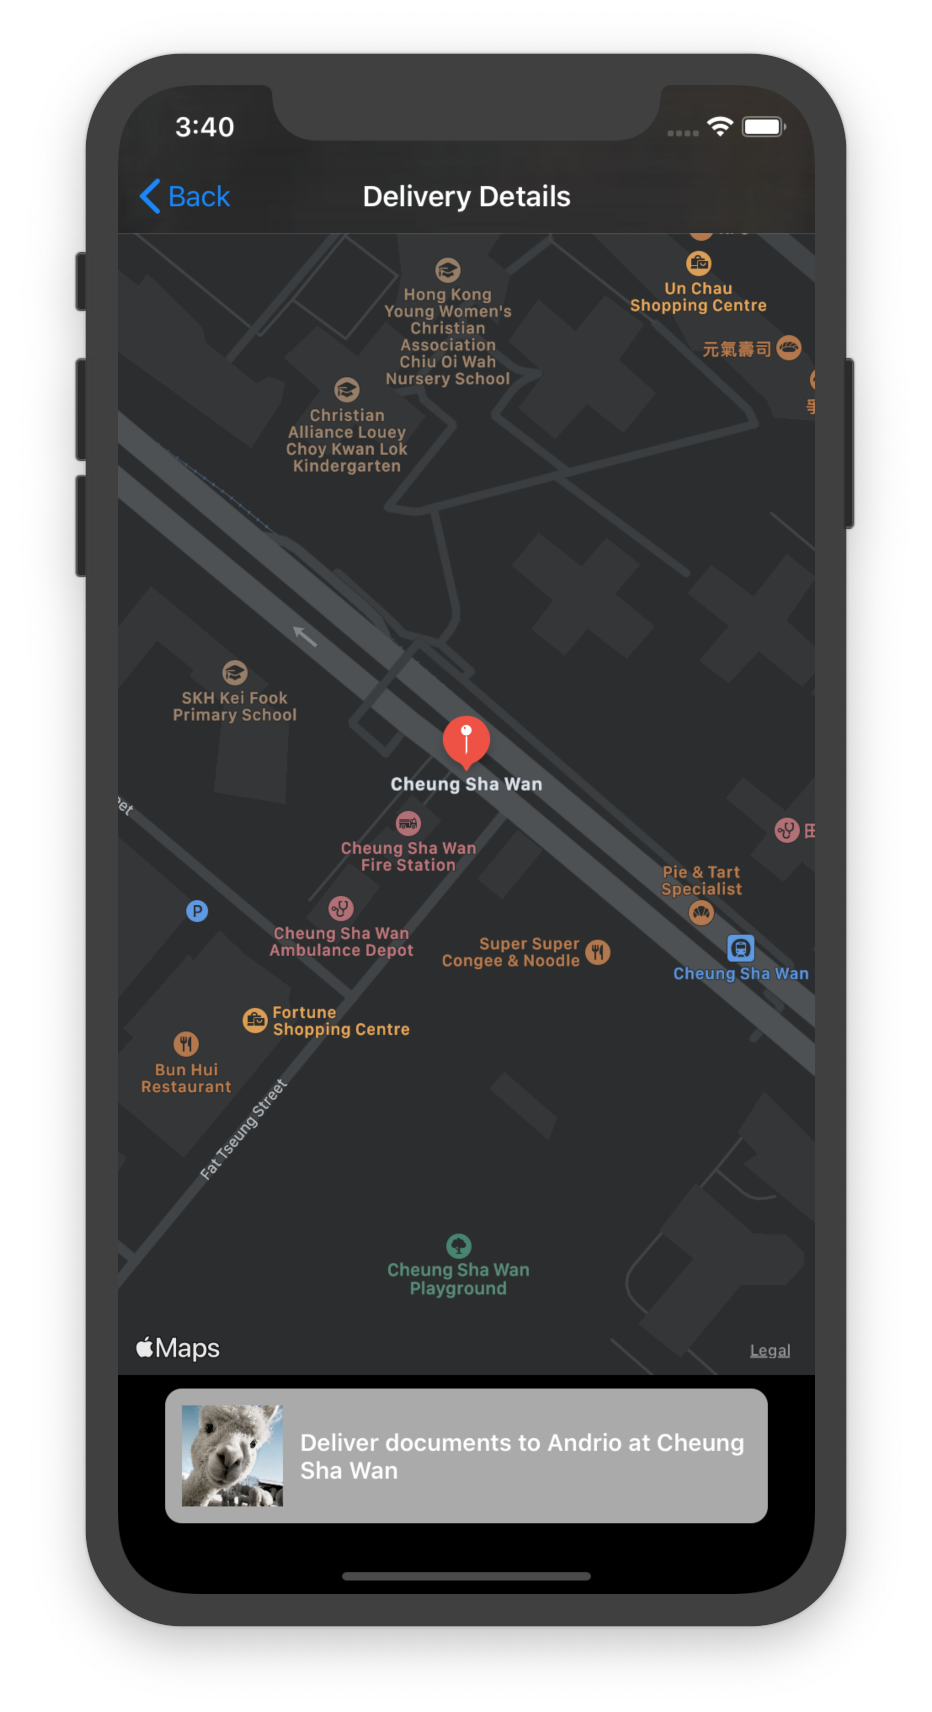 3:40
Back
Delivery Details
Un Chau
Shopping Centre
Hong Kong
Young Women's
Christian
Association
Chiu Oi Wah
Nursery School
元氣壽司
Christian
Alliance Louey
Choy Kwan Lok
Kindergarten
SKH Kei Fook
Primary School
Cheung Sha Wan
Cheung Sha Wan
Fire Station
Pie & Tart
Specialist
P
Cheung Sha Wan
Ambulance Depot
Super Super
Congee & Noodle
Cheung Sha Wan
Fortune
Shopping Centre
Bun Hui
Restaurant
Fat Tseung Street
Cheung Sha Wan
Playground
Maps
Legal
Deliver documents to Andrio at Cheung
Sha Wan